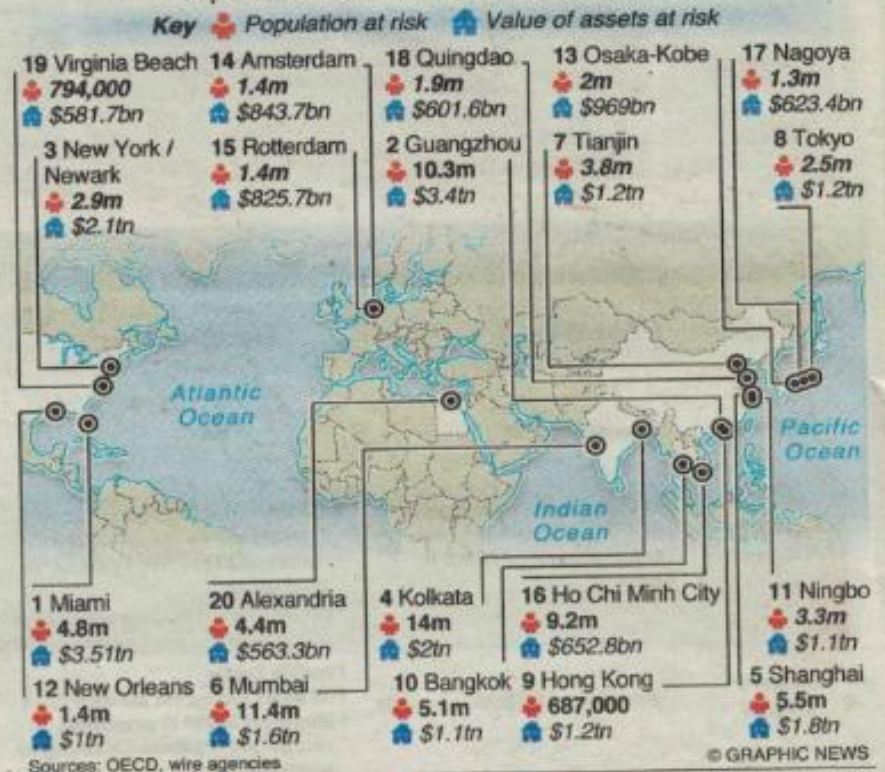 Key Population at risk Value of assets at risk
19 Virginia Beach
794,000
$581.7bn
14 Amsterdam
1.4m
$843.7bn
18 Quingdao
1.9m
$601.6bn
13 Osaka-Kobe
2m
$969bn
17 Nagoya
1.3m
$623.4bn
3 New York /
Newark
2.9m
$2.1tn
15 Rotterdam
1.4m
$825.7bn
2 Guangzhou
10.3m
$3.4tn
7 Tianjin
3.8m
$1.2tn
8 Tokyo
2.5m
$1.2tn
Atlantic
Ocean
Pacific
Ocean
Indian
Ocean
1 Miami
4.8m
$3.51tn
20 Alexandria
4.4m
$563.3bn
4 Kolkata
14m
$2tn
16 Ho Chi Minh City
9.2m
$652.8bn
11 Ningbo
3.3m
$1.1tn
12 New Orleans
1.4m
$1tn
6 Mumbai
11.4m
$1.6tn
10 Bangkok
5.1m
$1.1tn
9 Hong Kong
687,000
$1.2tn
5 Shanghai
5.5m
$1.8tn
Sources: OECD, wire agencies
© GRAPHIC NEWS